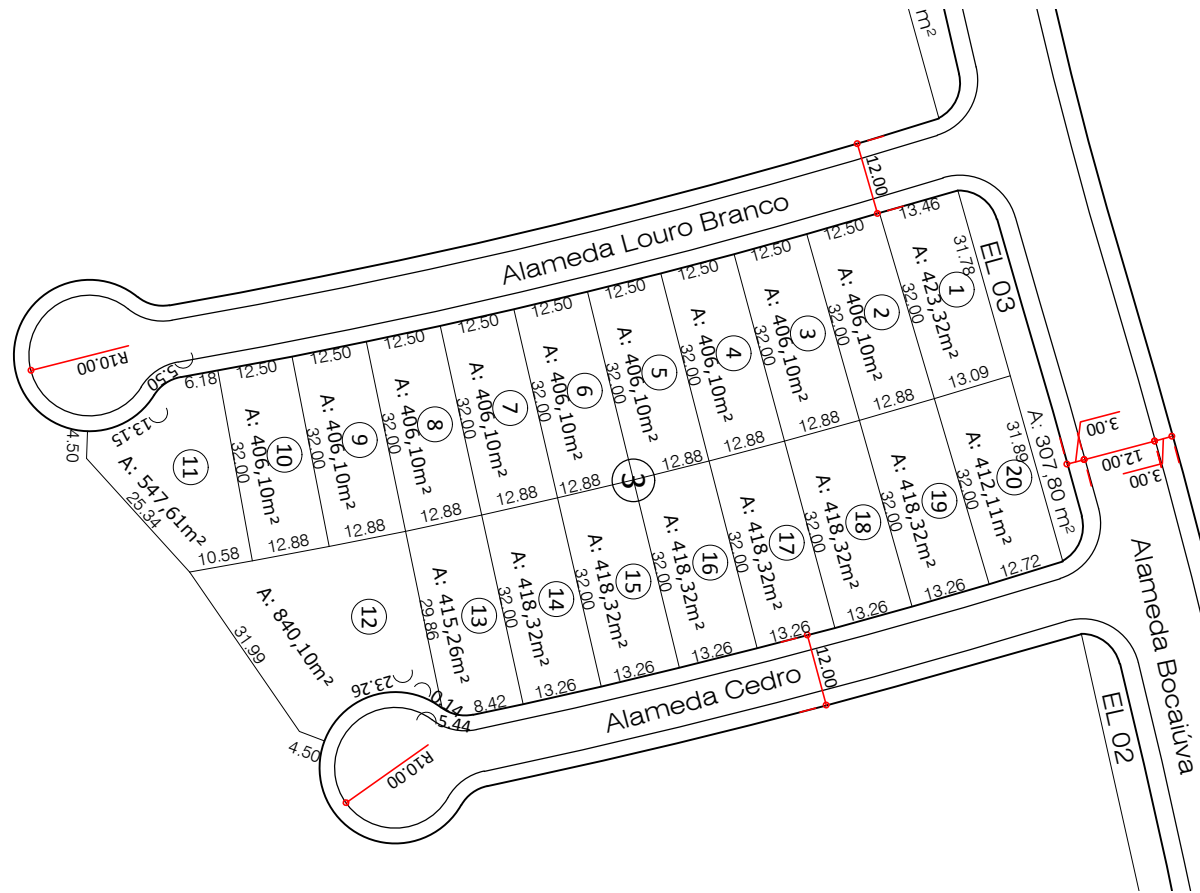 m²
Alameda Louro Branco
12.00
13.46
EL 03
31.78
1
A: 423,32m²
32.00
13.09
12.50
2
A: 406,10m²
32.00
12.88
12.50
3
A: 406,10m²
32.00
12.88
12.50
4
A: 406,10m²
32.00
12.88
12.50
5
A: 406,10m²
32.00
12.88
12.50
6
A: 406,10m²
32.00
12.88
12.50
7
A: 406,10m²
32.00
12.88
12.50
8
A: 406,10m²
32.00
12.88
12.50
9
A: 406,10m²
32.00
12.88
12.50
10
A: 406,10m²
32.00
6.18
5.50
R10.00
13.15
4.50
11
A: 547,61m²
25.34
10.58
3
12
A: 840,10m²
31.99
4.50
23.26
0.14
5.44
R10.00
13
A: 415,26m²
29.86
8.42
14
A: 418,32m²
32.00
13.26
15
A: 418,32m²
32.00
13.26
16
A: 418,32m²
32.00
13.26
17
A: 418,32m²
32.00
13.26
18
A: 418,32m²
32.00
13.26
19
A: 418,32m²
32.00
13.26
20
A: 412,11m²
32.00
31.89
12.72
A: 307,80 m²
3.00
12.00
3.00
Alameda Cedro
12.00
EL 02
Alameda Bocaiúva